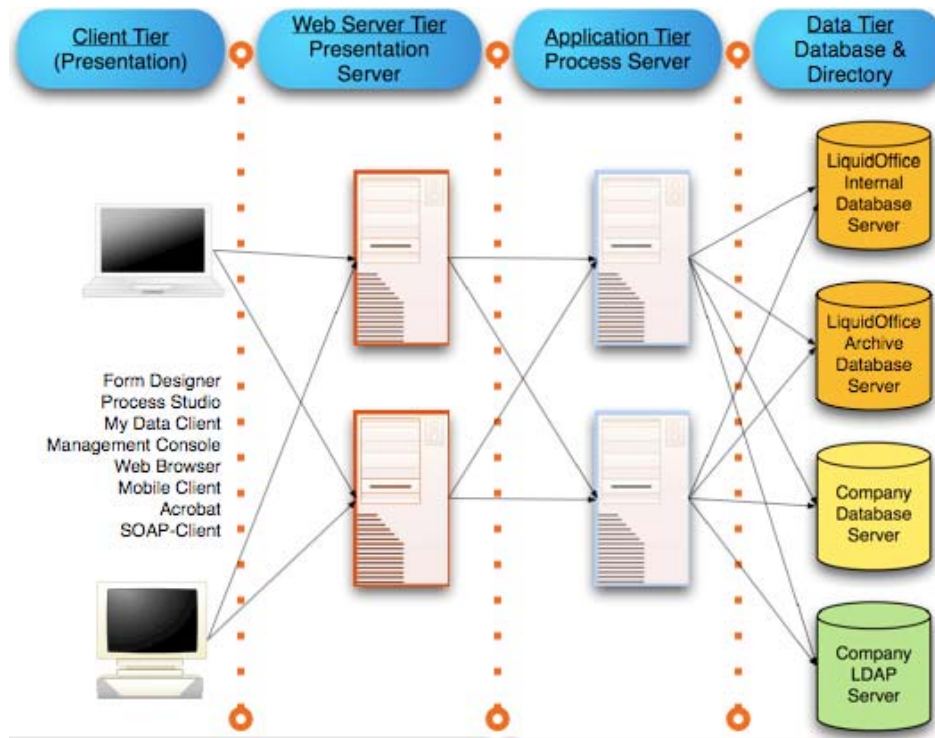 Client Tier
(Presentation)
Web Server Tier
Presentation
Server
Application Tier
Process Server
Data Tier
Database &
Directory
Form Designer
Process Studio
My Data Client
Management Console
Web Browser
Mobile Client
Acrobat
SOAP-Client
LiquidOffice
Internal
Database
Server
LiquidOffice
Archive
Database
Server
Company
Database
Server
Company
LDAP
Server